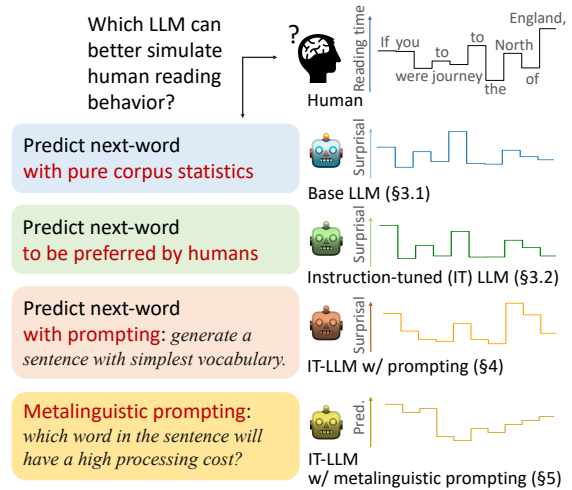 Which LLM can
better simulate
human reading
behavior?
?
Human
Reading time
If you
were journey
to
to
the
North
of
England,
Predict next-word
with pure corpus statistics
Surprisal
Base LLM (§3.1)
Predict next-word
to be preferred by humans
Surprisal
Instruction-tuned (IT) LLM (§3.2)
Predict next-word
with prompting: generate a
sentence with simplest vocabulary.
Surprisal
IT-LLM w/ prompting (§4)
Metalinguistic prompting:
which word in the sentence will
have a high processing cost?
Pred.
IT-LLM
w/ metalinguistic prompting (§5)